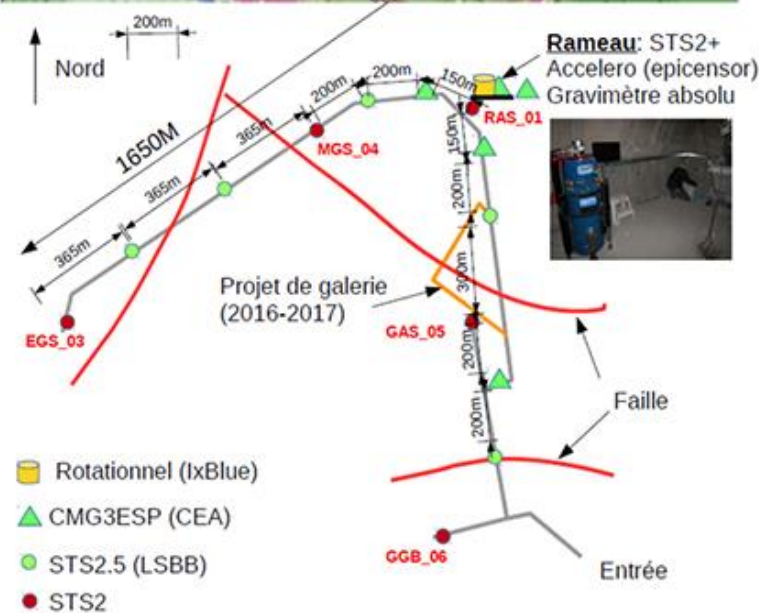 200m
Nord
Rameau: STS2+
Accelero (epicensor)
Gravimètre absolu
200m
200m
150m
RAS_01
MGS_04
1650M
365m
365m
365m
150m
200m
300m
Projet de galerie
(2016-2017)
GAS_05
EGS_03
200m
200m
Faille
Rotationnel (IxBlue)
CMG3ESP (CEA)
STS2.5 (LSBB)
STS2
GGB_06
Entrée